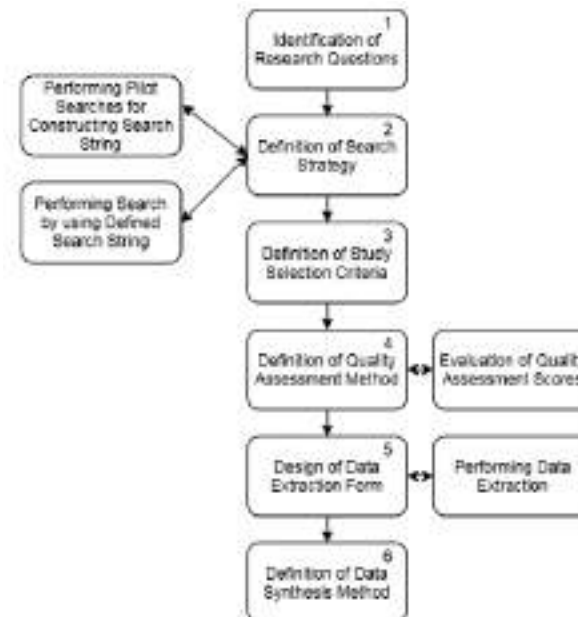 1
Identification of
Research Questions
Performing Pilot
Searches for
Constructing Search
String
2
Definition of Search
Strategy
Performing Search
by using Defined
Search String
3
Definition of Study
Selection Criteria
4
Definition of Quality
Assessment Method
Evaluation of Quality
Assessment Scores
5
Design of Data
Extraction Form
Performing Data
Extraction
6
Definition of Data
Synthesis Method